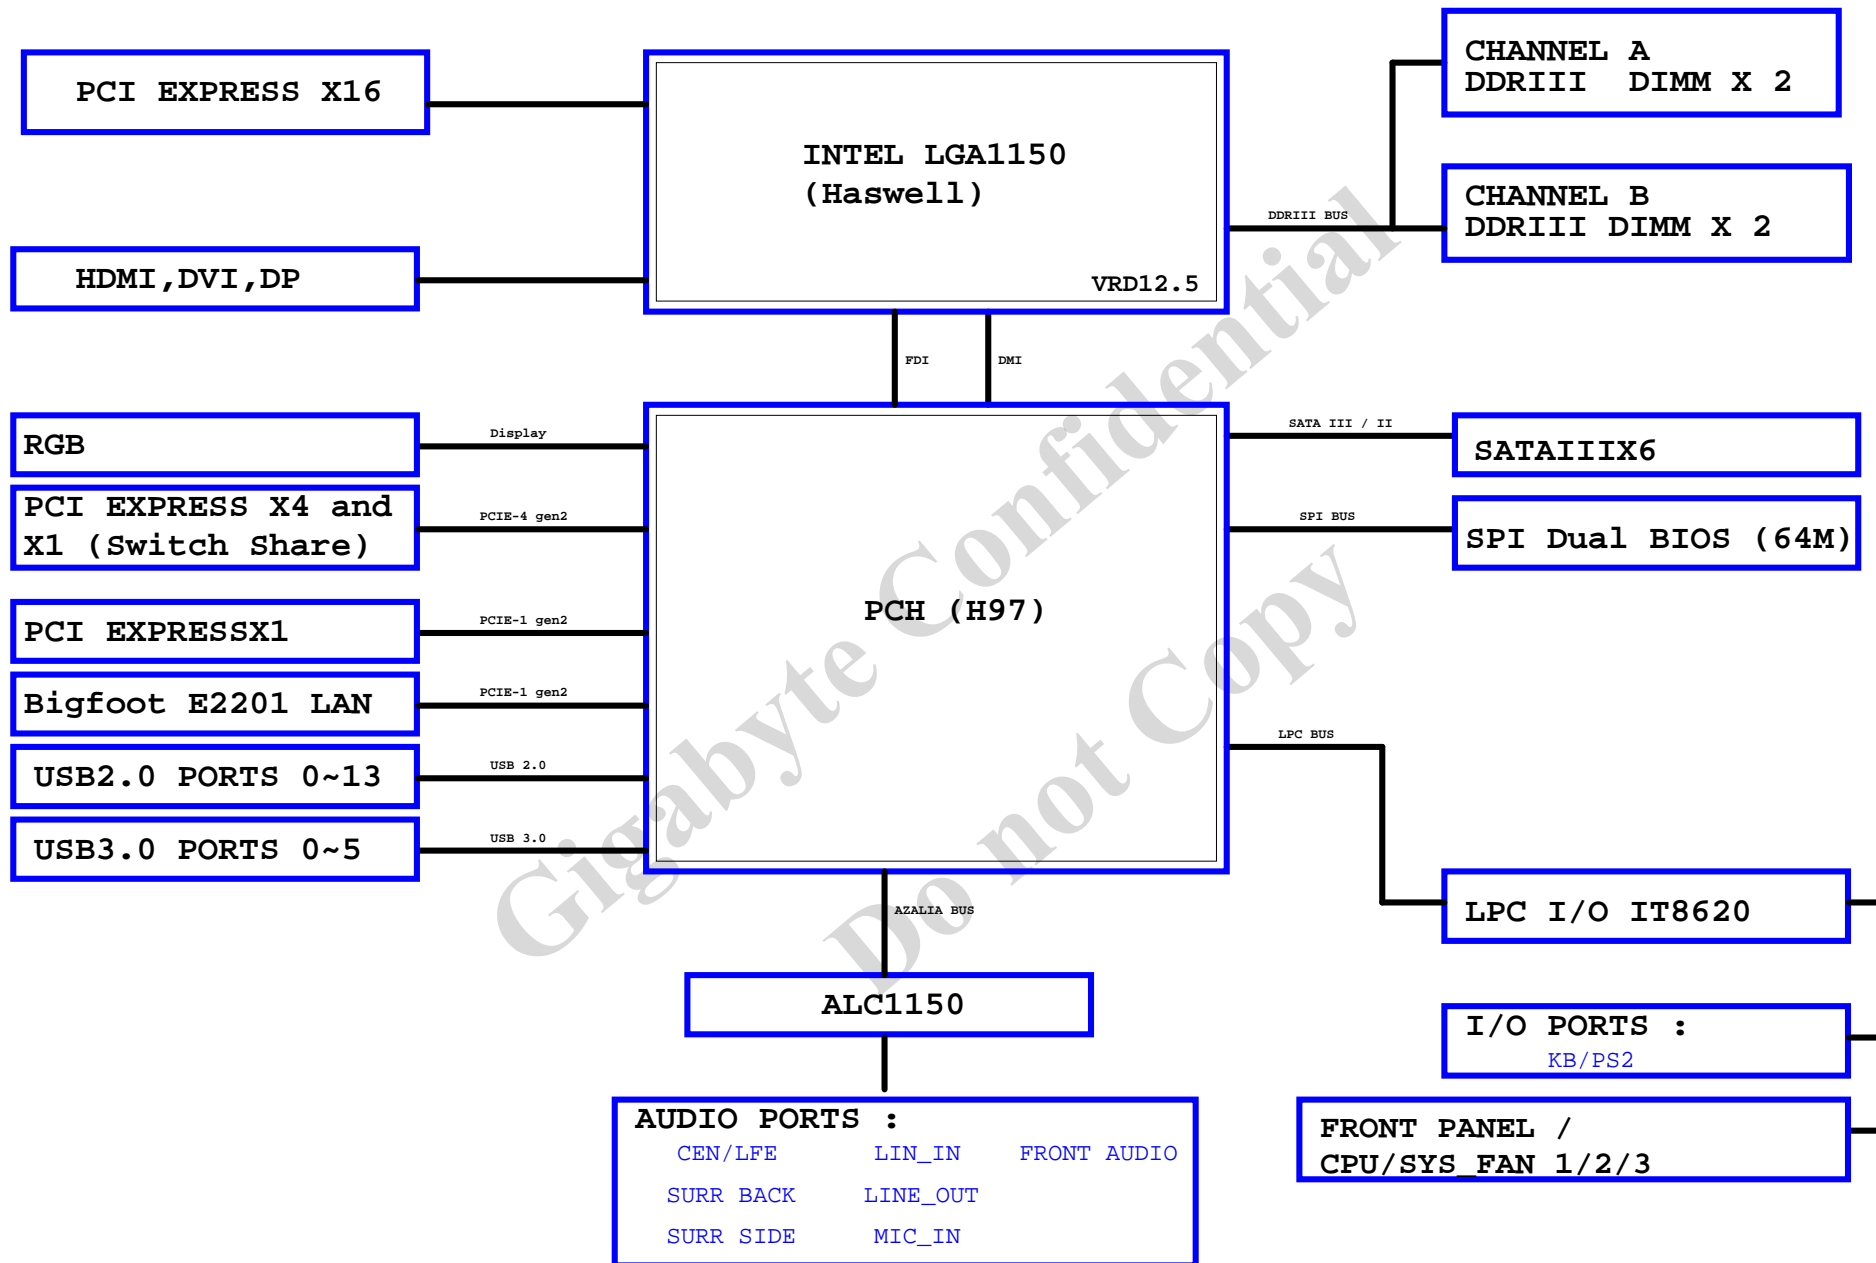 PCI EXPRESS X16
INTEL LGA1150
(Haswell)
VRD12.5
CHANNEL A
DDRIII DIMM X 2
DDRIII BUS
CHANNEL B
DDRIII DIMM X 2
HDMI,DVI,DP
FDI
DMI
RGB
Display
PCI EXPRESS X4 and
X1 (Switch Share)
PCIE-4 gen2
PCI EXPRESSX1
PCIE-1 gen2
Bigfoot E2201 LAN
PCIE-1 gen2
USB2.0 PORTS 0~13
USB 2.0
USB3.0 PORTS 0~5
USB 3.0
PCH (H97)
SATA III / II
SATAIIIX6
SPI BUS
SPI Dual BIOS (64M)
LPC BUS
LPC I/O IT8620
AZALIA BUS
ALC1150
I/O PORTS :
KB/PS2
FRONT PANEL /
CPU/SYS_FAN 1/2/3
AUDIO PORTS :
CEN/LFE LIN_IN FRONT AUDIO
SURR BACK LINE_OUT
SURR SIDE MIC_IN
Gigabyte Confidential
Do not Copy